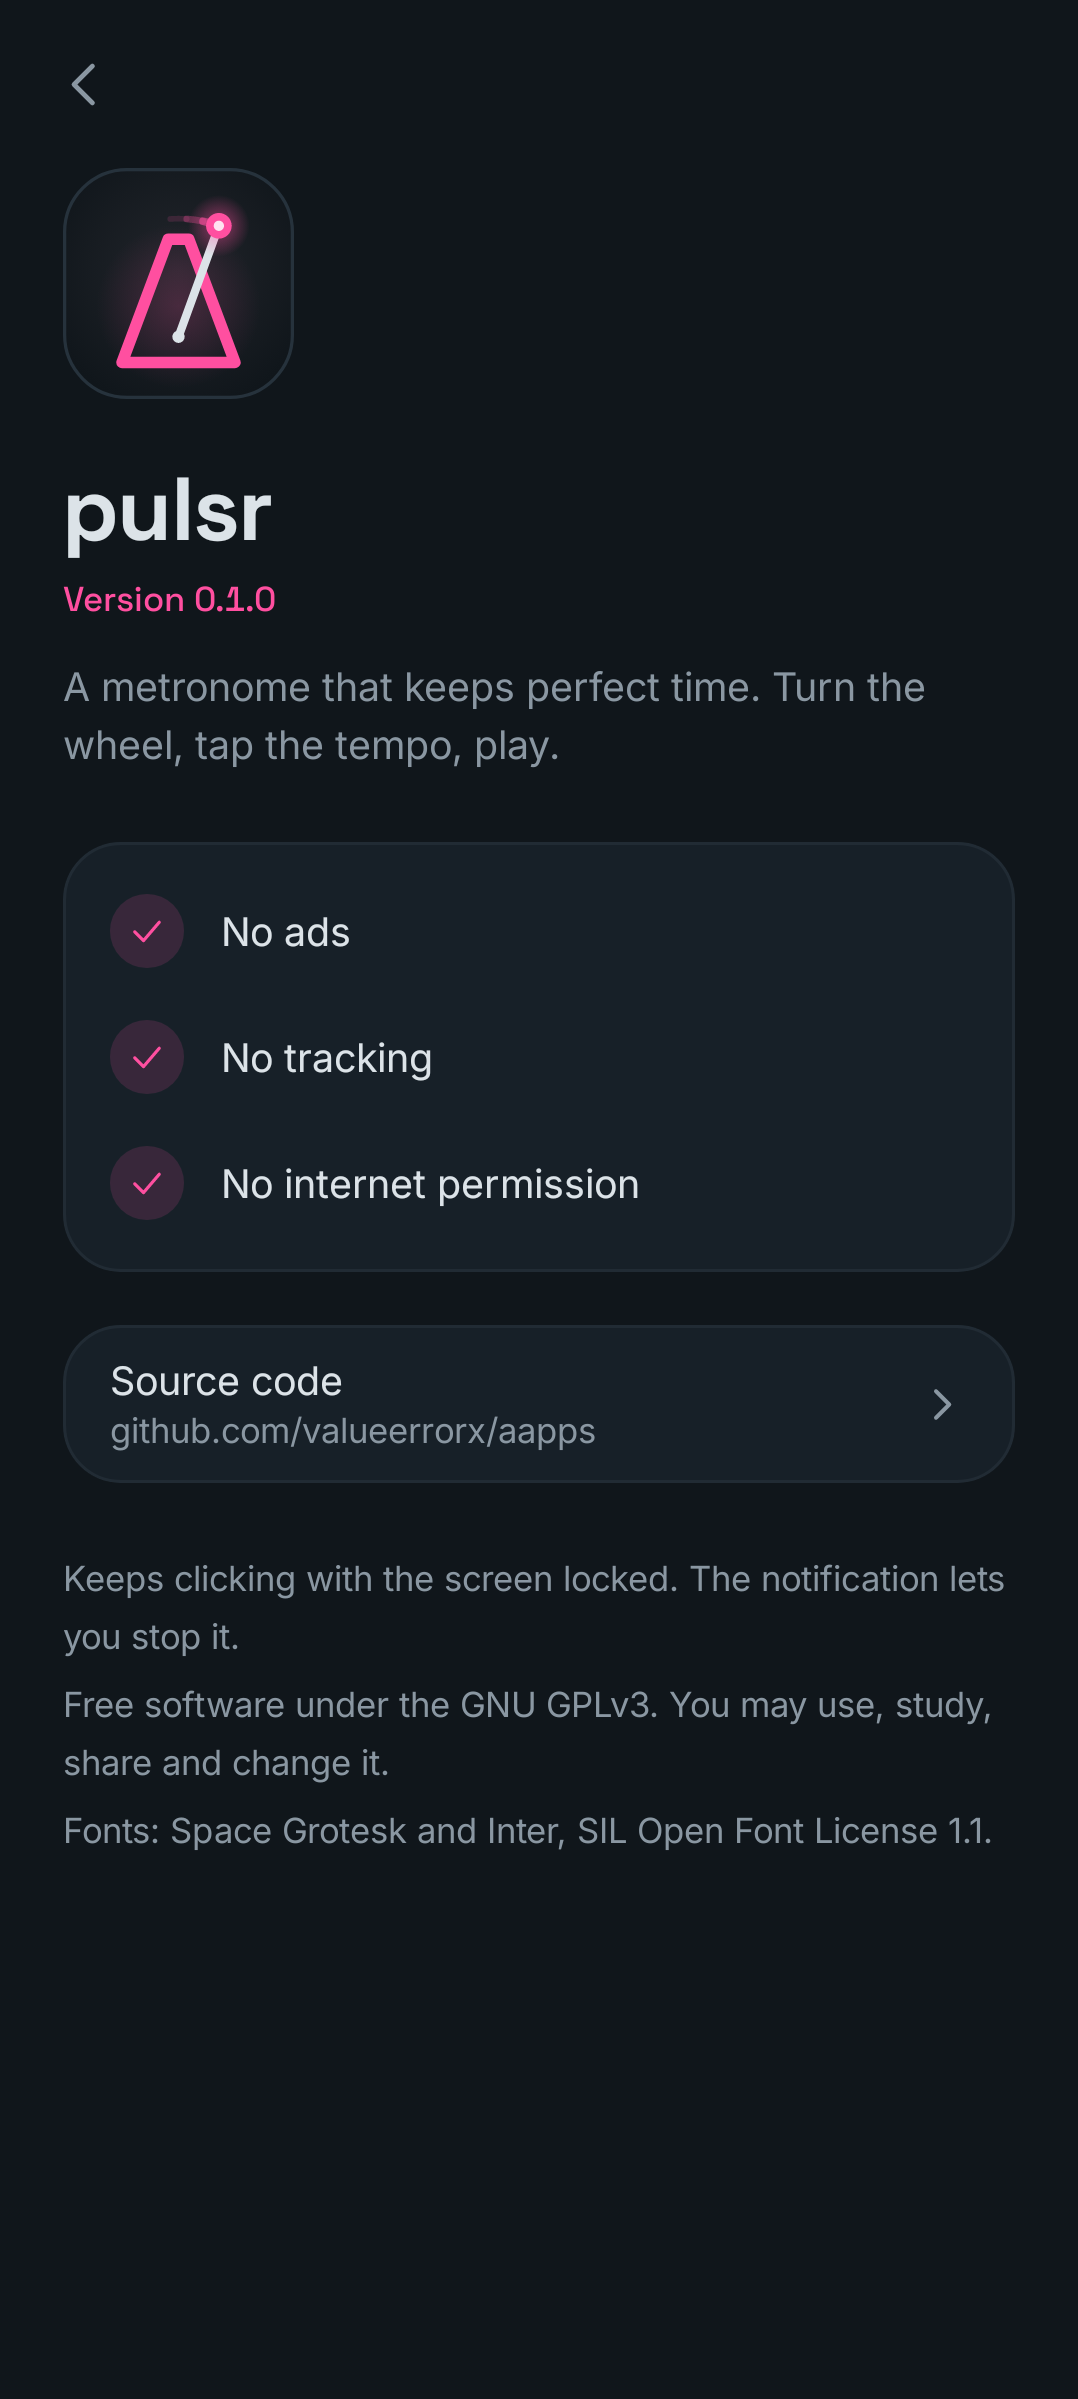 pulsr
Version 0.1.0
A metronome that keeps perfect time. Turn the
wheel, tap the tempo, play.
No ads
No tracking
No internet permission
Source code
github.com/valueerrorx/aapps
Keeps clicking with the screen locked. The notification lets
you stop it.
Free software under the GNU GPLv3. You may use, study,
share and change it.
Fonts: Space Grotesk and Inter, SIL Open Font License 1.1.